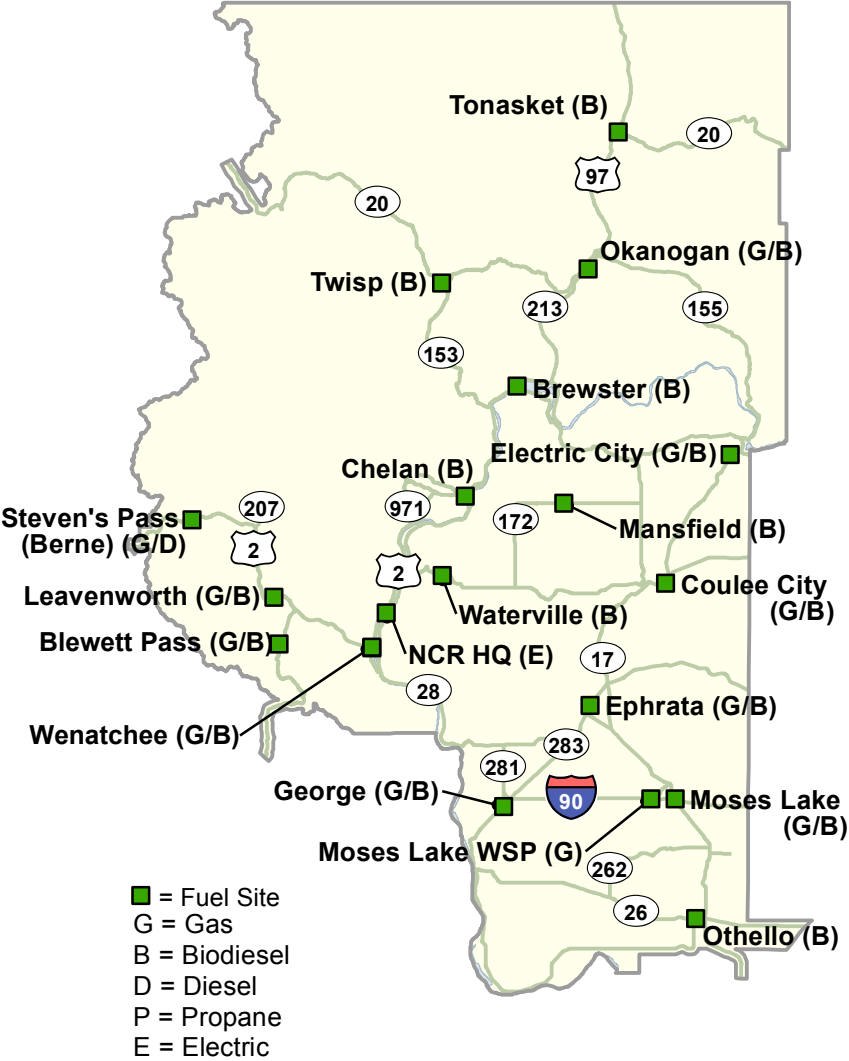 Tonasket (B)
20
97
20
Okanogan (G/B)
Twisp (B)
213
155
153
Brewster (B)
Electric City (G/B)
Chelan (B)
207
971
172
Steven's Pass
(Berne) (G/D)
Mansfield (B)
2
2
Leavenworth (G/B)
Coulee City
(G/B)
Waterville (B)
Blewett Pass (G/B)
NCR HQ (E)
17
28
Ephrata (G/B)
Wenatchee (G/B)
283
281
George (G/B)
90
Moses Lake
(G/B)
Moses Lake WSP (G)
262
26
Othello (B)
= Fuel Site
G = Gas
B = Biodiesel
D = Diesel
P = Propane
E = Electric